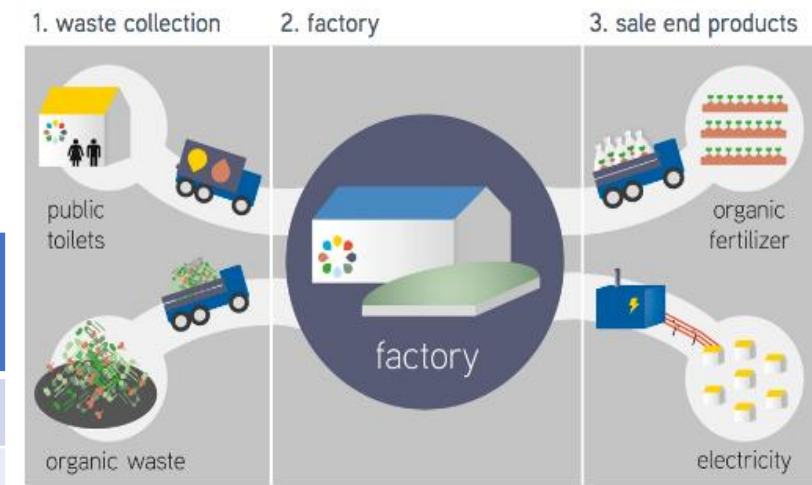 1. waste collection
2. factory
3. sale end products
public
toilets
organic
fertilizer
factory
organic waste
electricity